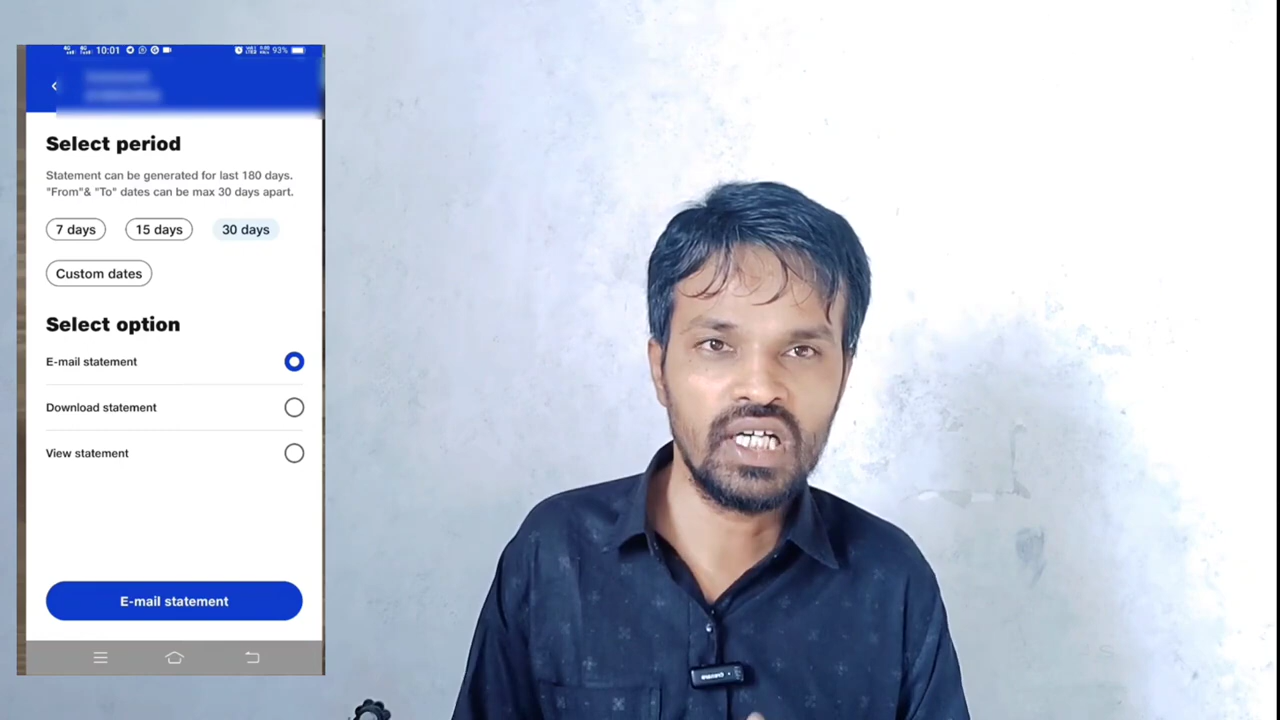 10:01
93%
Select period
Statement can be generated for last 180 days.
"From"& "To" dates can be max 30 days apart.
7 days
15 days
30 days
Custom dates
Select option
E-mail statement
Download statement
View statement
E-mail statement